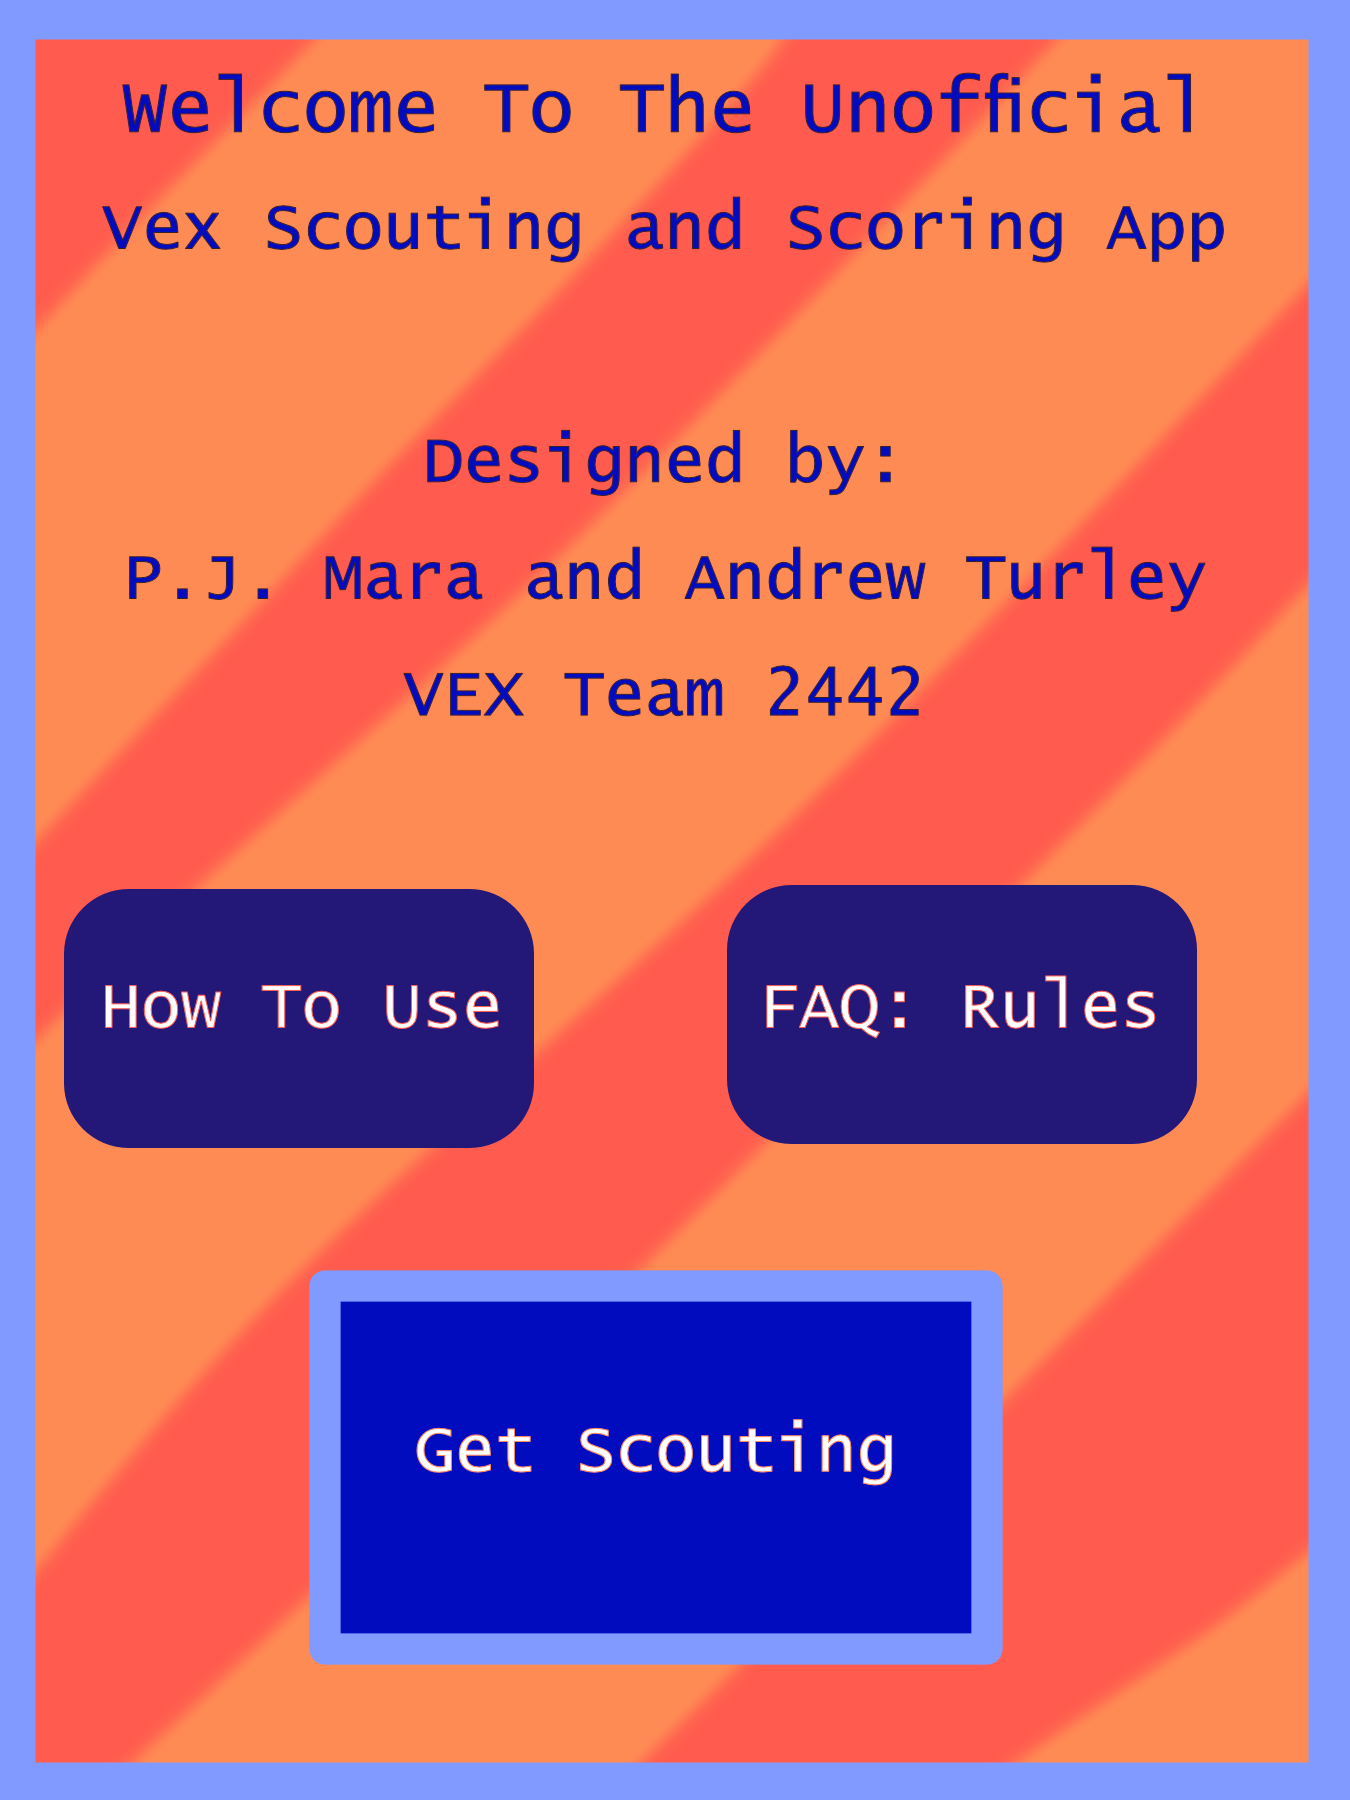 Welcome To The Unofficial
Vex Scouting and Scoring App
Designed by:
P.J. Mara and Andrew Turley
VEX Team 2442
How To Use
FAQ: Rules
Get Scouting